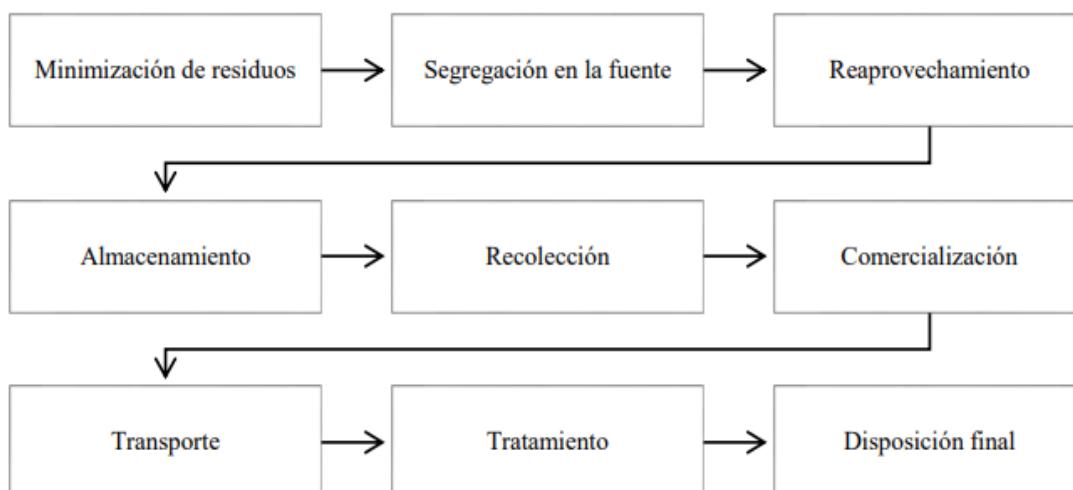 Minimización de residuos
Segregación en la fuente
Reaprovechamiento
Almacenamiento
Recolección
Comercialización
Transporte
Tratamiento
Disposición final